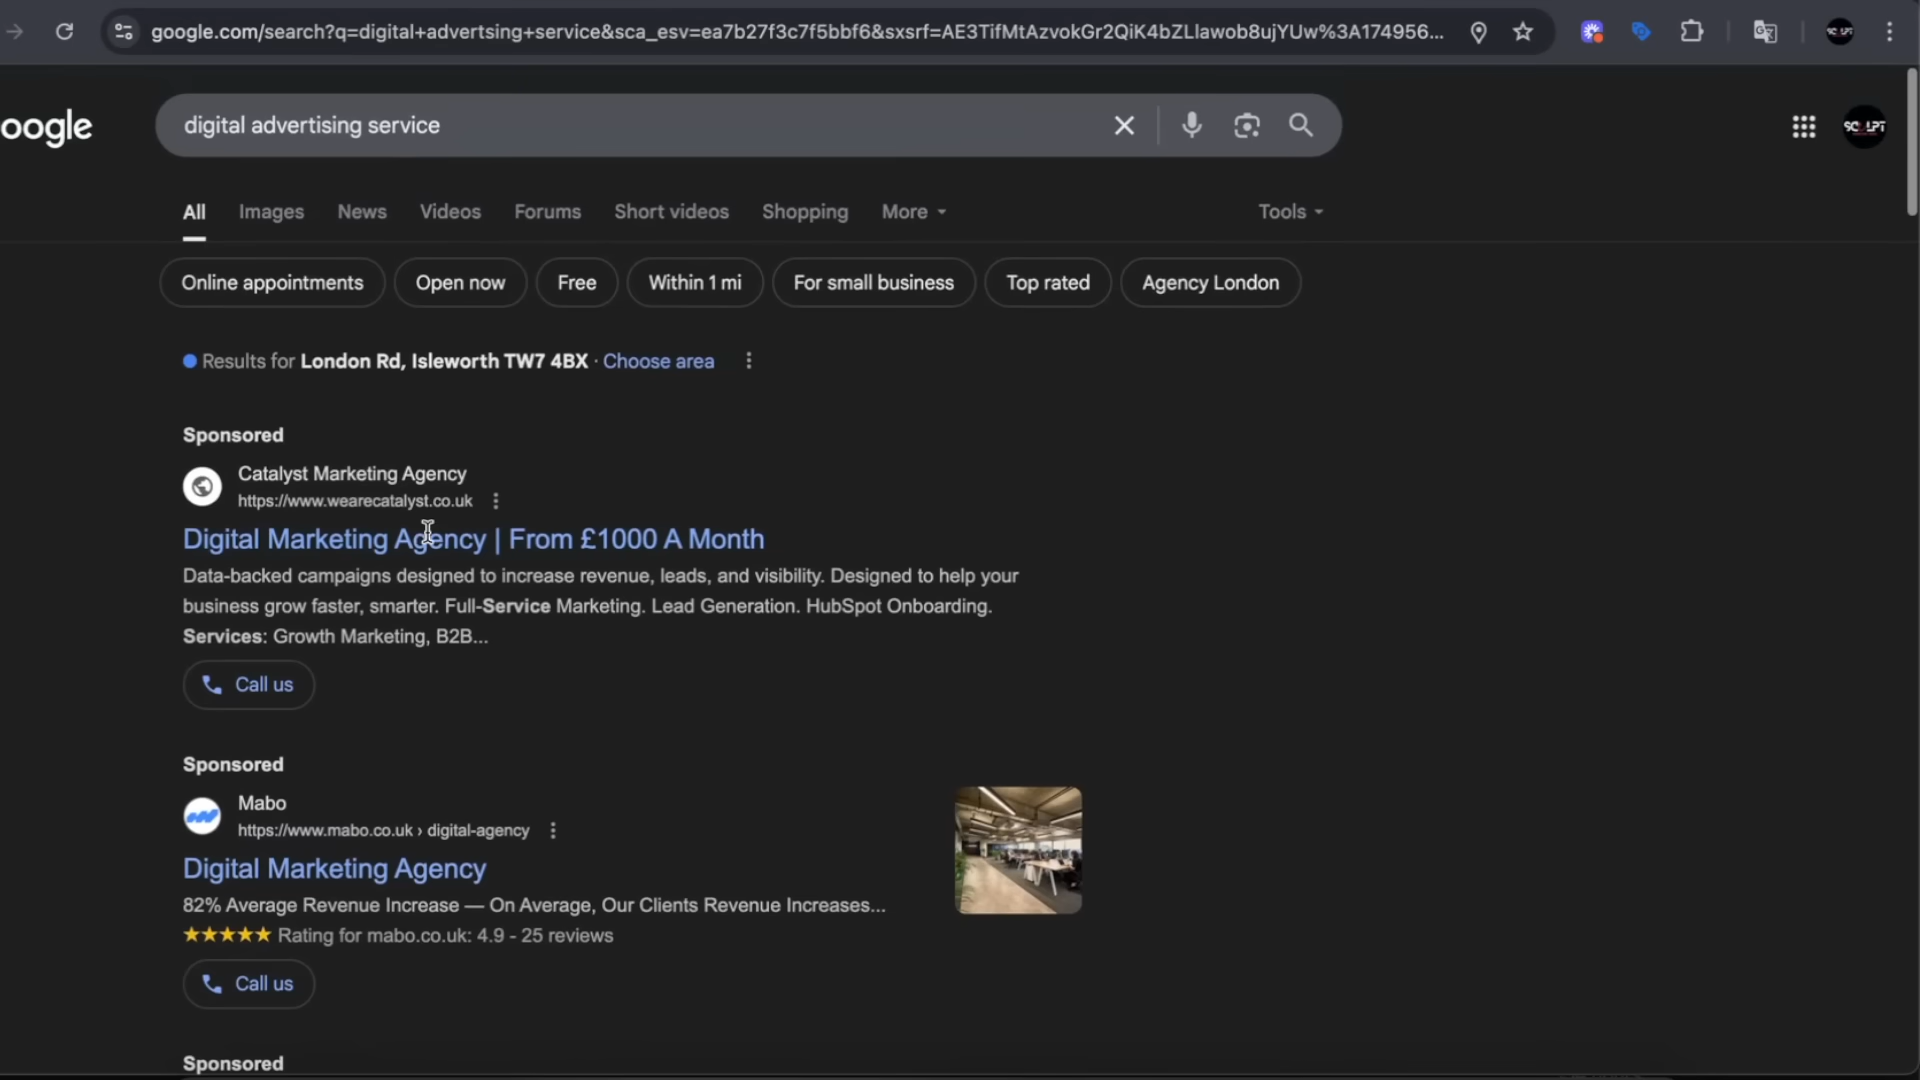 google.com/search?q=digital+advertsing+service&sca_esv=ea7b27f3c7f5bbf6&sxsrf=AE3TifMtAzvokGr2QiK4bZLlawob8ujYUw%3A174956...
oogle
digital advertising service
SCULPT
All
Images
News
Videos
Forums
Short videos
Shopping
More
Tools
Online appointments
Open now
Free
Within 1 mi
For small business
Top rated
Agency London
Results for London Rd, Isleworth TW7 4BX · Choose area
Sponsored
Catalyst Marketing Agency
https://www.wearecatalyst.co.uk
Digital Marketing Agency | From £1000 A Month
Data-backed campaigns designed to increase revenue, leads, and visibility. Designed to help your
business grow faster, smarter. Full-Service Marketing. Lead Generation. HubSpot Onboarding.
Services: Growth Marketing, B2B...
Call us
Sponsored
Mabo
https://www.mabo.co.uk › digital-agency
Digital Marketing Agency
82% Average Revenue Increase — On Average, Our Clients Revenue Increases...
Rating for mabo.co.uk: 4.9 - 25 reviews
Call us
Sponsored